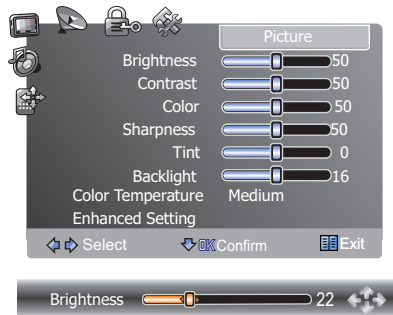 Picture
Brightness 50
Contrast 50
Color 50
Sharpness 50
Tint 0
Backlight 16
Color Temperature Medium
Enhanced Setting
Select OK Confirm Exit
Brightness 22